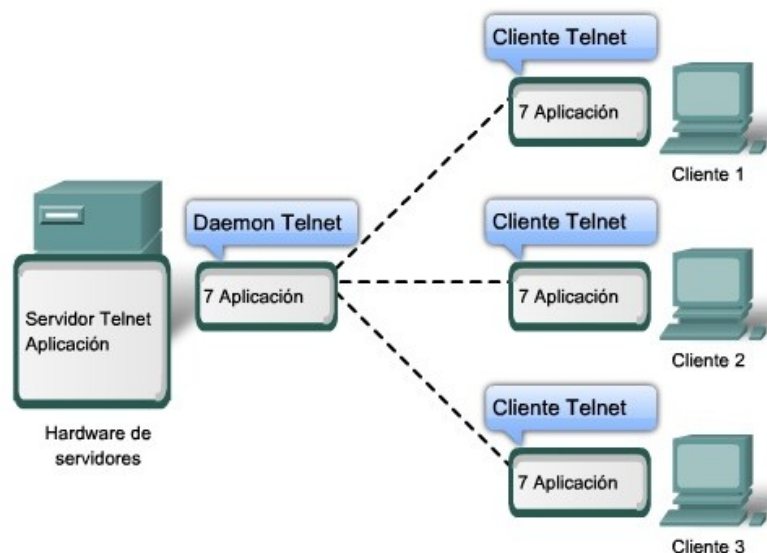 Cliente Telnet
7 Aplicación
Cliente 1
Daemon Telnet
7 Aplicación
Servidor Telnet
Aplicación
Hardware de
servidores
Cliente Telnet
7 Aplicación
Cliente 2
Cliente Telnet
7 Aplicación
Cliente 3